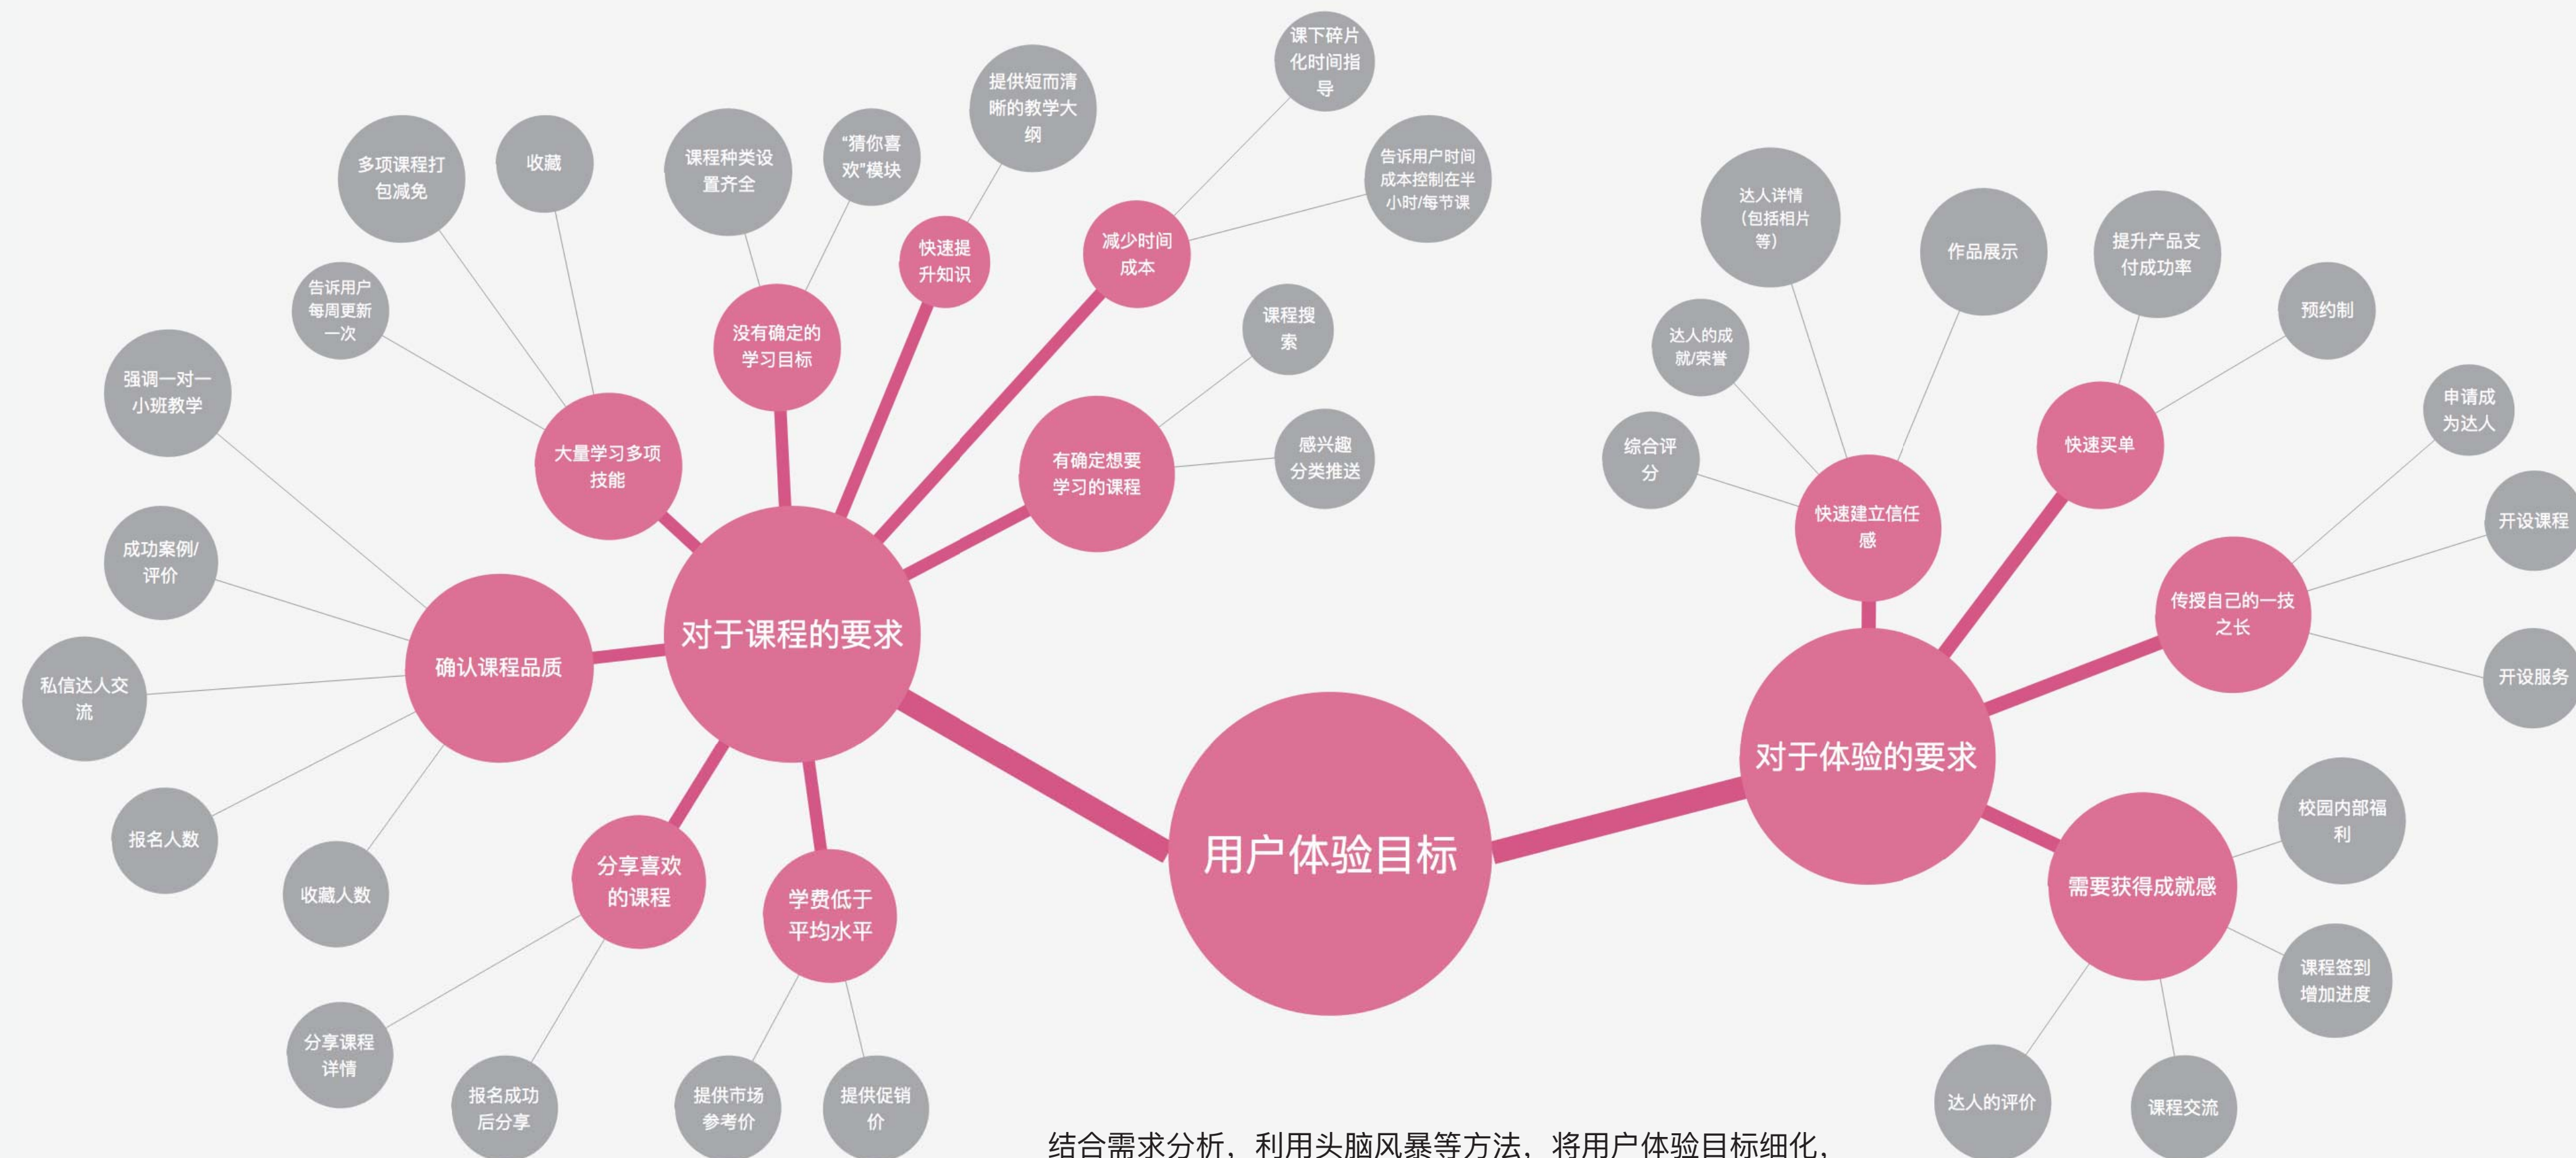 课下碎片
化时间指
导
提供短而清
晰的教学大
纲
多项课程打
包减免
收藏
课程种类设
置齐全
“猜你喜
欢”模块
告诉用户时间
成本控制在半
小时/每节课
快速提
升知识
减少时间
成本
告诉用户
每周更新
一次
没有确定的
学习目标
课程搜
索
强调一对一
小班教学
大量学习多项
技能
有确定想要
学习的课程
感兴趣
分类推送
成功案例/
评价
对于课程的要求
确认课程品质
私信达人交
流
报名人数
收藏人数
分享喜欢
的课程
学费低于
平均水平
分享课程
详情
报名成功
后分享
提供市场
参考价
提供促销
价
用户体验目标
达人详情
（包括相片
等）
作品展示
提升产品支
付成功率
预约制
达人的成
就/荣誉
综合评
分
快速买单
申请成
为达人
快速建立信任
感
开设课程
传授自己的一技
之长
开设服务
对于体验的要求
校园内部福
利
需要获得成就感
课程签到
增加进度
达人的评价
课程交流
结合需求分析，利用头脑风暴等方法，将用户体验目标细化，